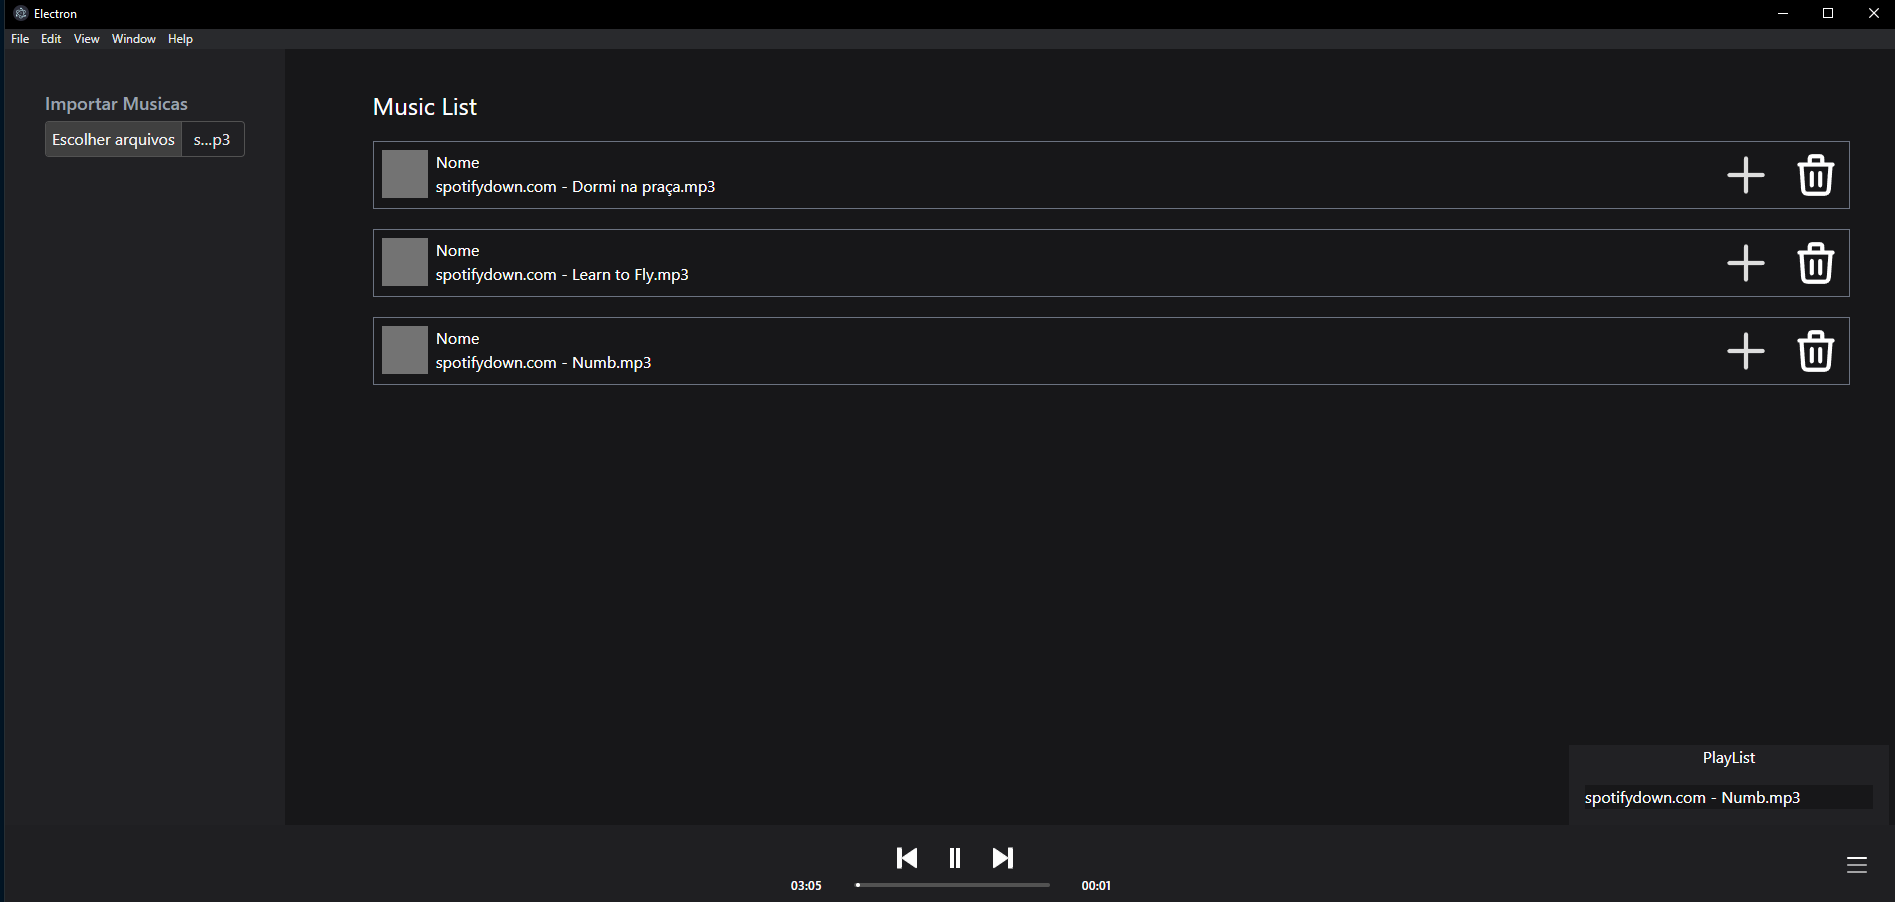 Electron
File Edit View Window Help
Importar Musicas
Escolher arquivos s...p3
Music List
Nome
spotifydown.com - Dormi na praça.mp3
Nome
spotifydown.com - Learn to Fly.mp3
Nome
spotifydown.com - Numb.mp3
PlayList
spotifydown.com - Numb.mp3
03:05 00:01